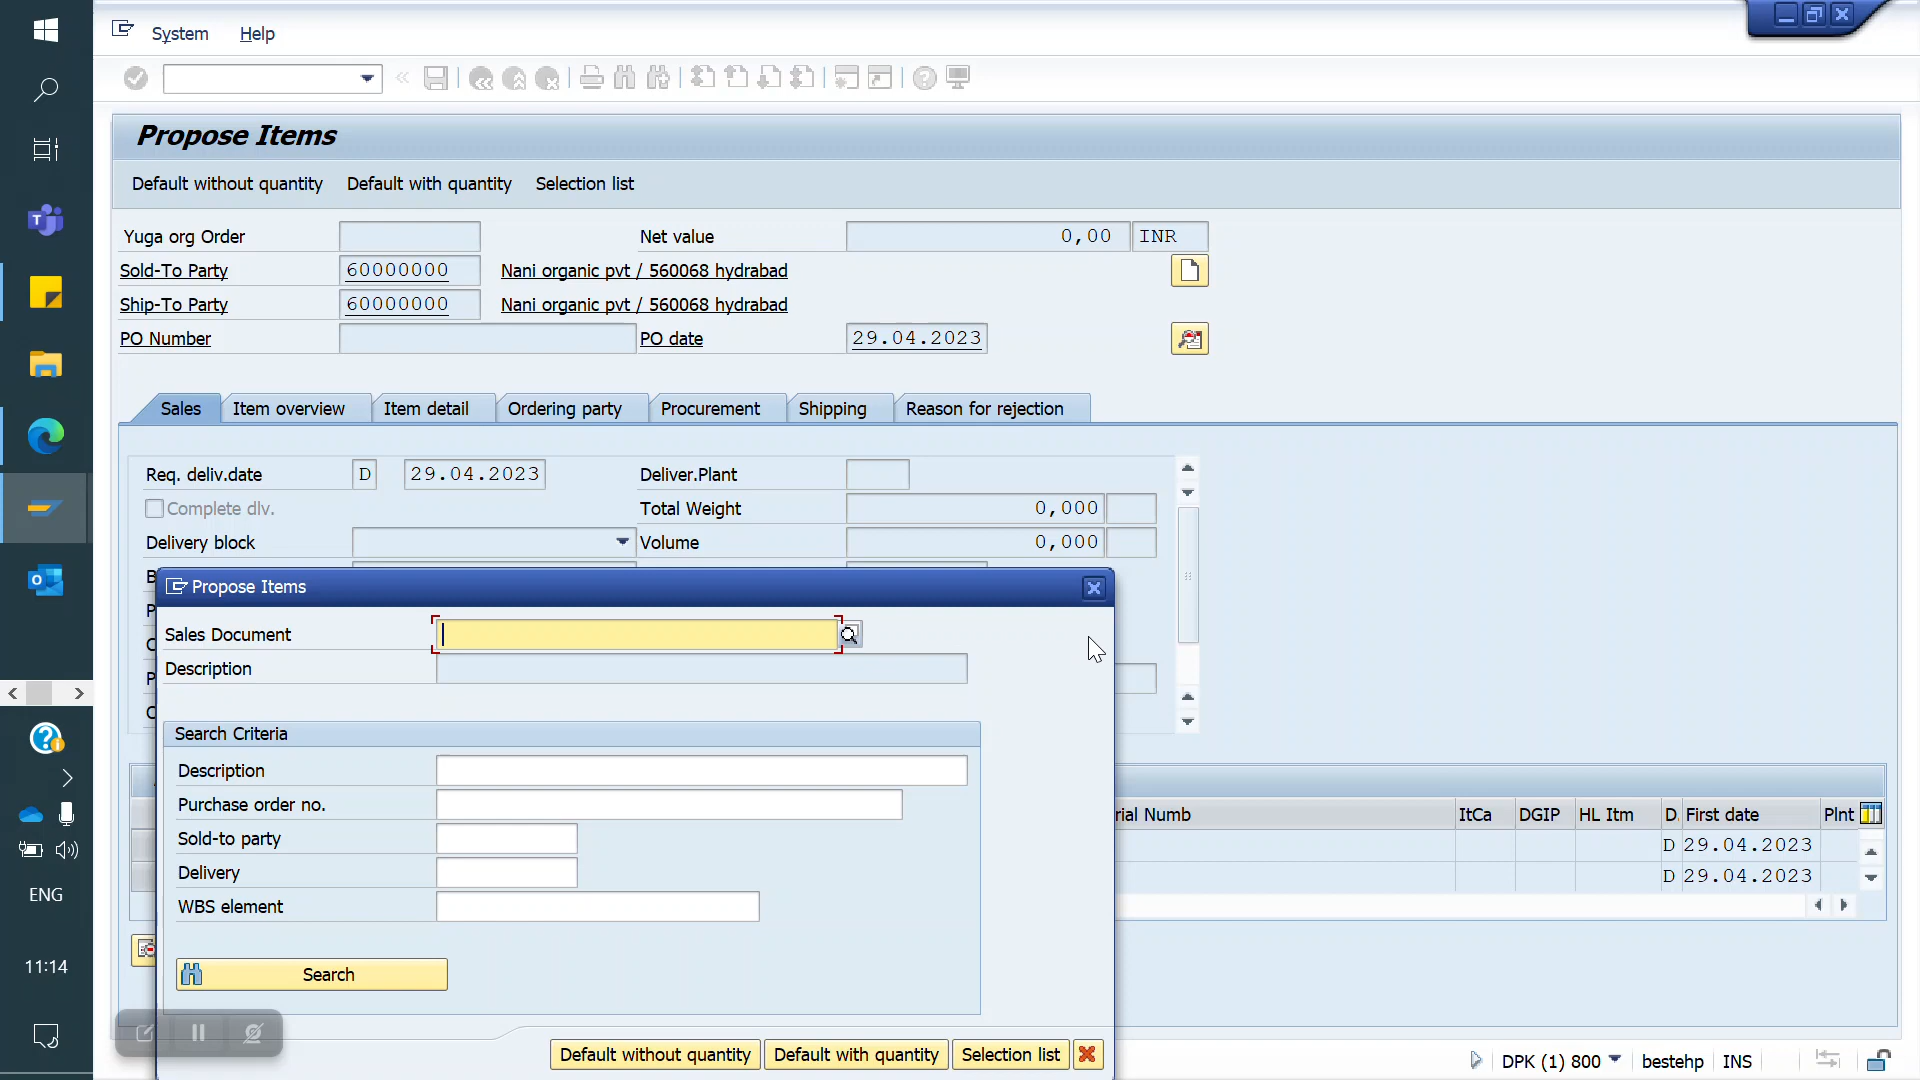 System Help
Propose Items
Default without quantity Default with quantity Selection list
Yuga org Order Net value 0,00 INR
Sold-To Party 60000000 Nani organic pvt / 560068 hydrabad
Ship-To Party 60000000 Nani organic pvt / 560068 hydrabad
PO Number PO date 29.04.2023
Sales Item overview Item detail Ordering party Procurement Shipping Reason for rejection
Req. deliv.date D 29.04.2023 Deliver.Plant
Complete dlv. Total Weight 0,000
Delivery block Volume 0,000
Propose Items
Sales Document
Description
Search Criteria
Description
Purchase order no.
Sold-to party
Delivery
WBS element
Search
Default without quantity Default with quantity Selection list
rial Numb ItCa DGIP HL Itm D. First date Plnt
D 29.04.2023
D 29.04.2023
ENG
11:14
DPK (1) 800 bestehp INS